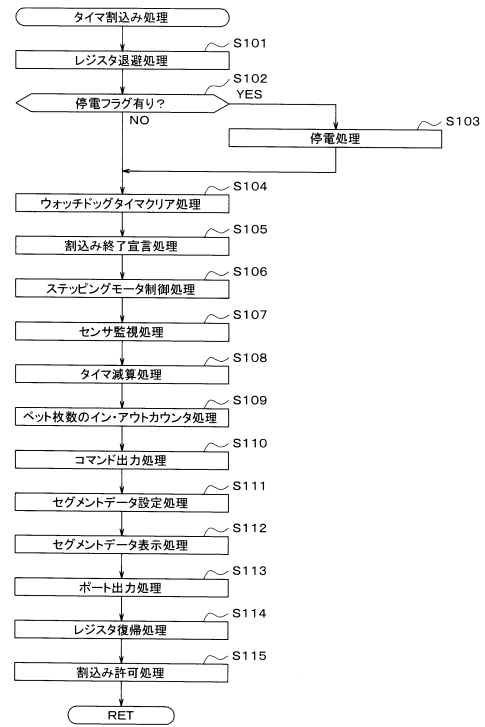 タイマ割込み処理
S101
レジスタ退避処理
S102
停電フラグ有り？
YES
NO
S103
停電処理
S104
ウォッチドッグタイマクリア処理
S105
割込み終了宣言処理
S106
ステッピングモータ制御処理
S107
センサ監視処理
S108
タイマ減算処理
S109
ベット枚数のイン・アウトカウンタ処理
S110
コマンド出力処理
S111
セグメントデータ設定処理
S112
セグメントデータ表示処理
S113
ポート出力処理
S114
レジスタ復帰処理
S115
割込み許可処理
RET